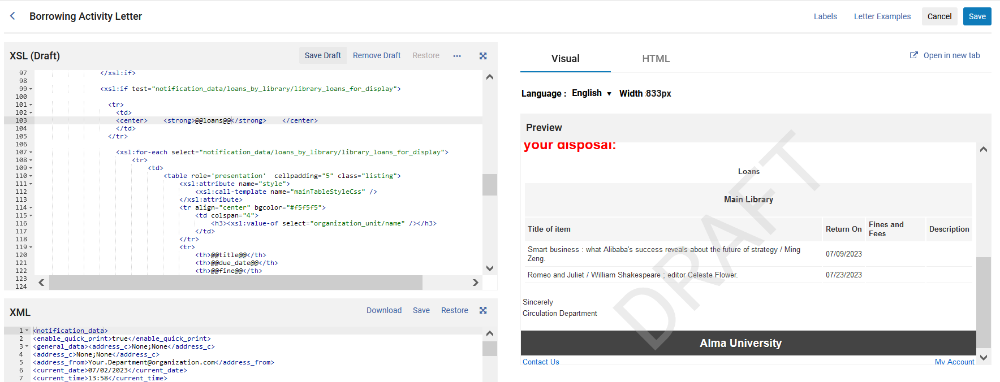 Borrowing Activity Letter
Labels
Letter Examples
Cancel
Save
XSL (Draft)
Save Draft
Remove Draft
Restore
97 </xsl:if>
98
99 <xsl:if test="notification_data/loans_by_library/library_loans_for_display">
100
101 <tr>
102 <td>
103 <center> <strong>@@loans@@</strong> </center>
104 </td>
105 </tr>
106
107 <xsl:for-each select="notification_data/loans_by_library/library_loans_for_display">
108 <tr>
109 <td>
110 <table role='presentation' cellpadding="5" class="listing">
111 <xsl:attribute name="style">
112 <xsl:call-template name="mainTableStyleCss" />
113 </xsl:attribute>
114 <tr align="center" bgcolor="#f5f5f5">
115 <td colspan="4">
116 <h3><xsl:value-of select="organization_unit/name" /></h3>
117 </td>
118 </tr>
119 <tr>
120 <th>@@title@@</th>
121 <th>@@due_date@@</th>
122 <th>@@fine@@</th>
123
124
XML
Download
Save
Restore
1 <notification_data>
2 <enable_quick_print>true</enable_quick_print>
3 <general_data><address_c>None;None</address_c>
4 <address_c>None;None</address_c>
5 <address_from>Your.Department@organization.com</address_from>
6 <current_date>07/02/2023</current_date>
7 <current_time>13:58</current_time>
Visual
HTML
Open in new tab
Language : English Width :833px
Preview
your disposal:
Loans
Main Library
Title of item Return On Fines and Fees Description
Smart business : what Alibaba's success reveals about the future of strategy / Ming
Zeng.
07/09/2023
Romeo and Juliet / William Shakespeare ; editor Celeste Flower. 07/23/2023
Sincerely
Circulation Department
Alma University
Contact Us My Account
DRAFT